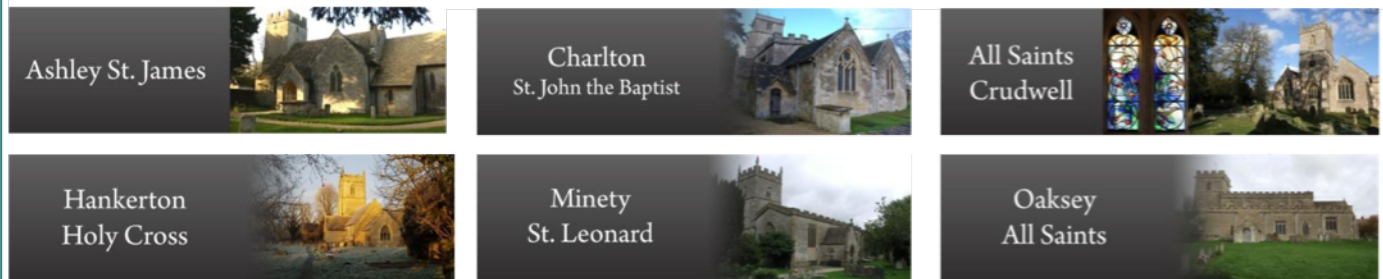 Ashley St. James
Charlton
St. John the Baptist
All Saints
Crudwell
Hankerton
Holy Cross
Minety
St. Leonard
Oaksey
All Saints